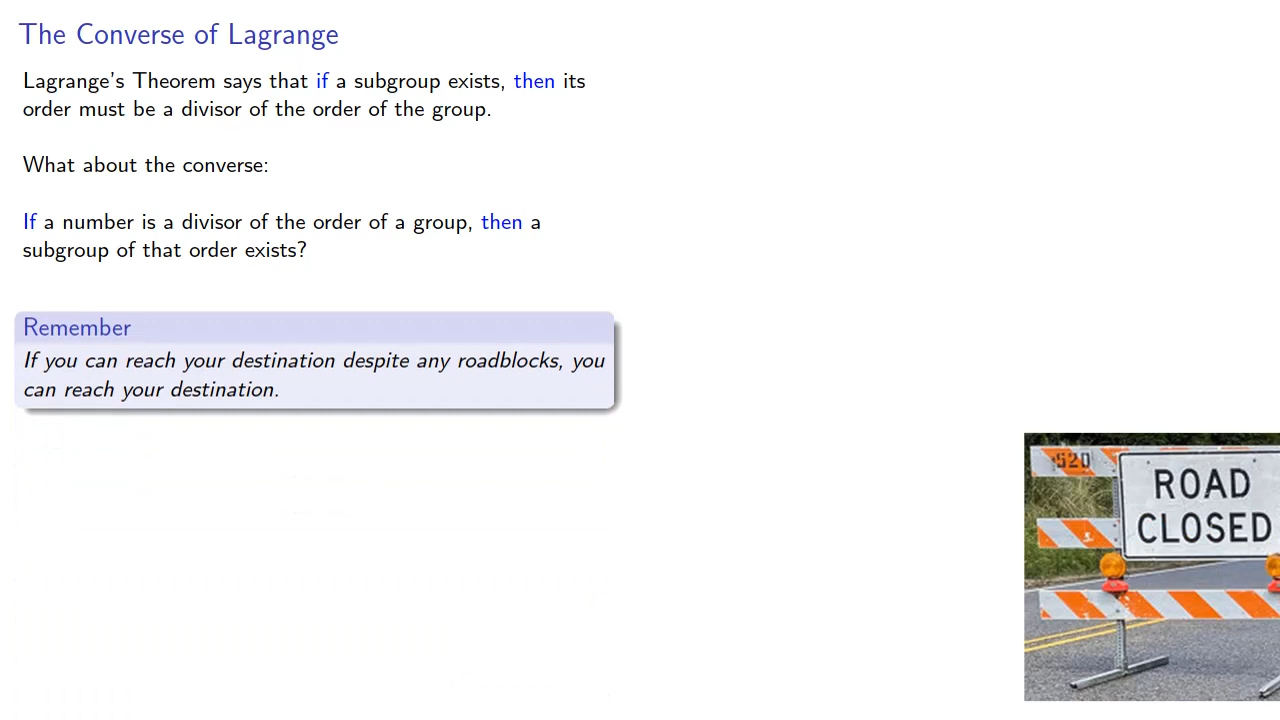 The Converse of Lagrange
Lagrange's Theorem says that if a subgroup exists, then its
order must be a divisor of the order of the group.
What about the converse:
If a number is a divisor of the order of a group, then a
subgroup of that order exists?
Remember
If you can reach your destination despite any roadblocks, you
can reach your destination.
520
ROAD
CLOSED